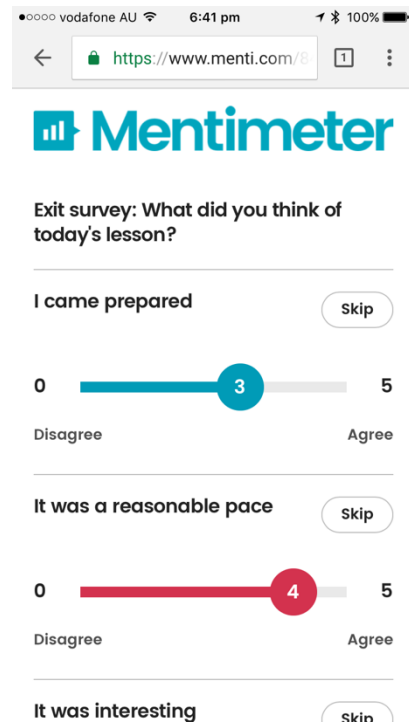 vodafone AU 6:41 pm 100%
https://www.menti.com/8
1
Mentimeter
Exit survey: What did you think of
today's lesson?
I came prepared
Skip
0 3 5
Disagree Agree
It was a reasonable pace
Skip
0 4 5
Disagree Agree
It was interesting
Skip